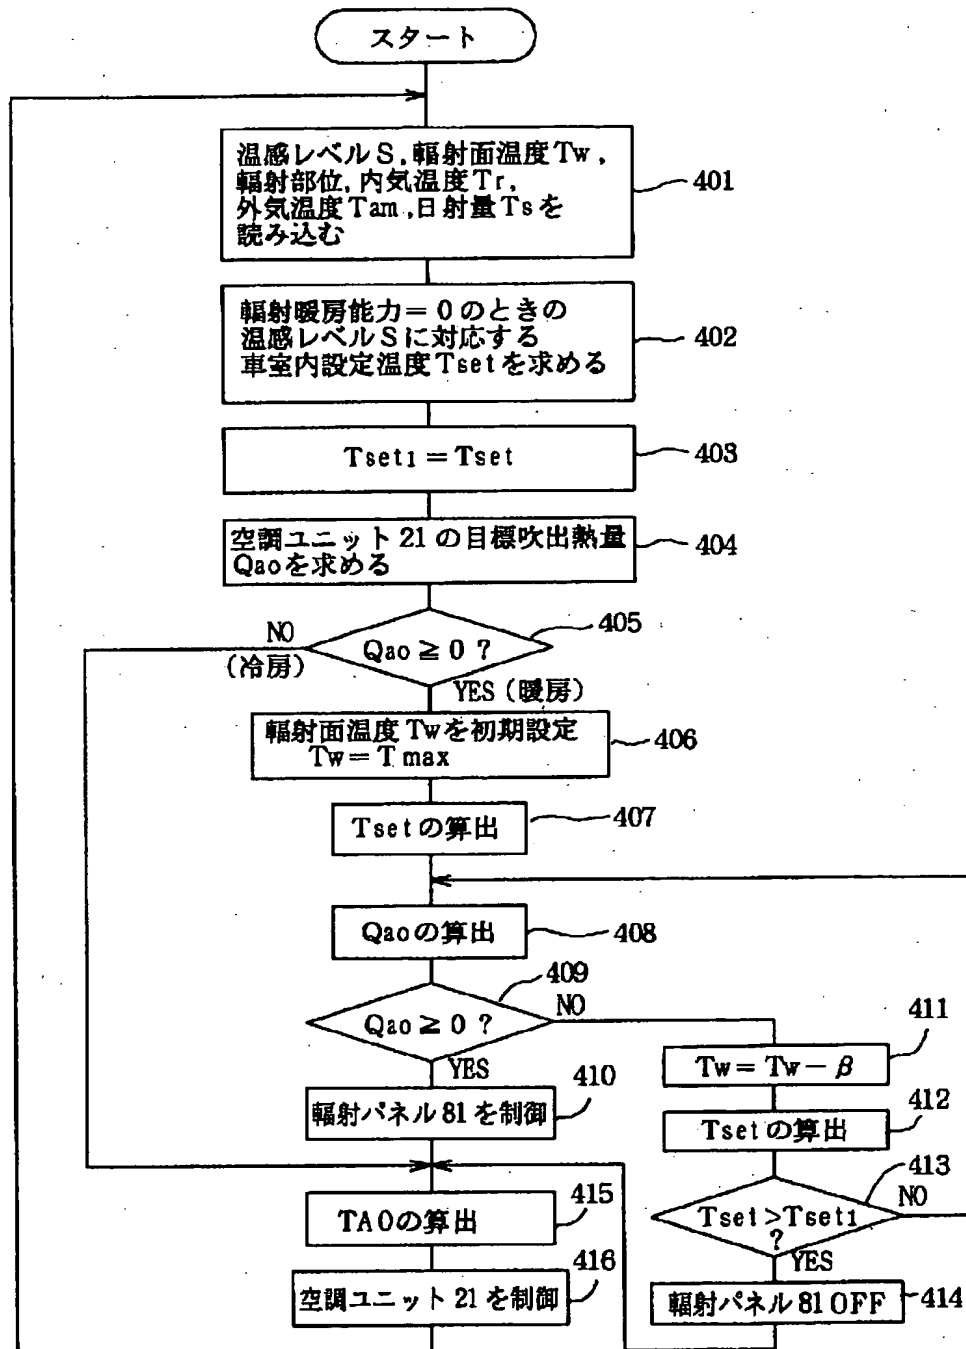 スタート
温感レベルS,輻射面温度Tw,
輻射部位,内気温度Tr,
外気温度Tam,日射量Tsを
読み込む
401
輻射暖房能力=0のときの
温感レベルSに対応する
車室内設定温度Tsetを求める
402
Tset1=Tset
403
空調ユニット21の目標吹出熱量
Qaoを求める
404
Qao≧0?
405
NO
(冷房)
YES(暖房)
輻射面温度Twを初期設定
Tw=Tmax
406
Tsetの算出
407
Qaoの算出
408
409
Qao≧0?
NO
YES
411
Tw=Tw-β
410
輻射パネル81を制御
412
Tsetの算出
413
Tset>Tset1
?
NO
YES
415
TAOの算出
416
空調ユニット21を制御
輻射パネル81OFF
414